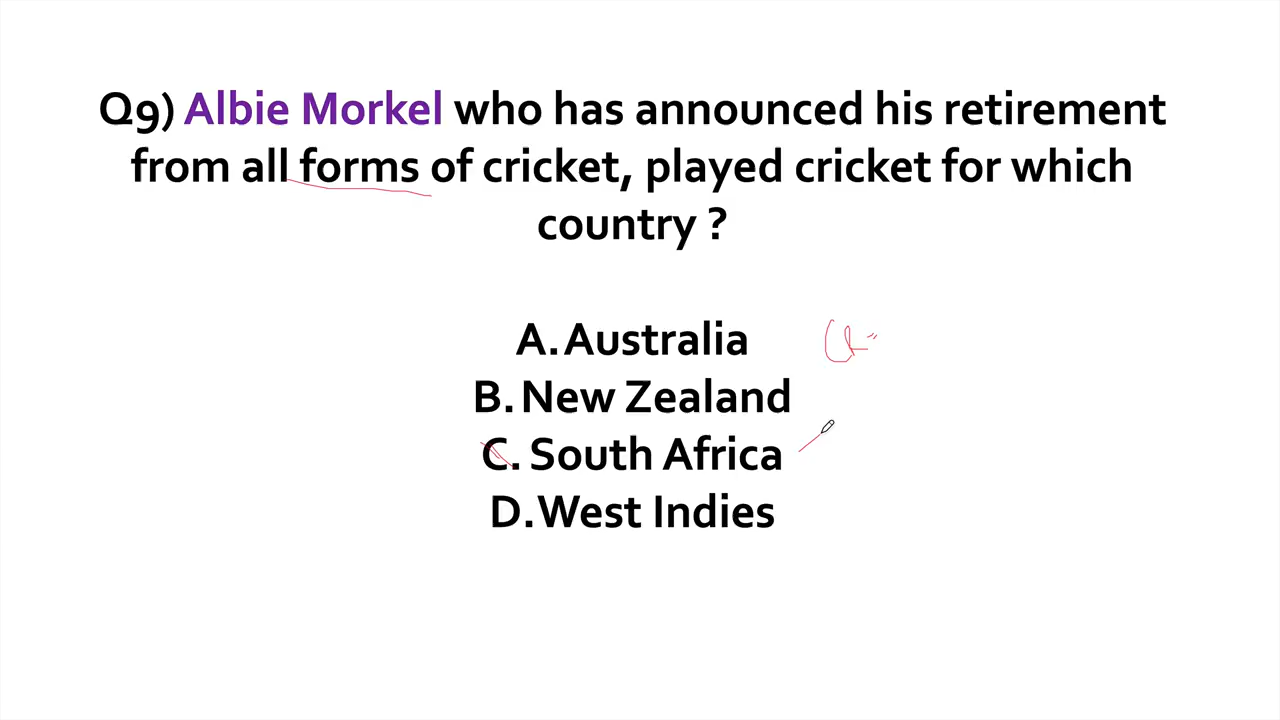 Q9) Albie Morkel who has announced his retirement
from all forms of cricket, played cricket for which
country ?
A. Australia
B. New Zealand
C. South Africa
D. West Indies